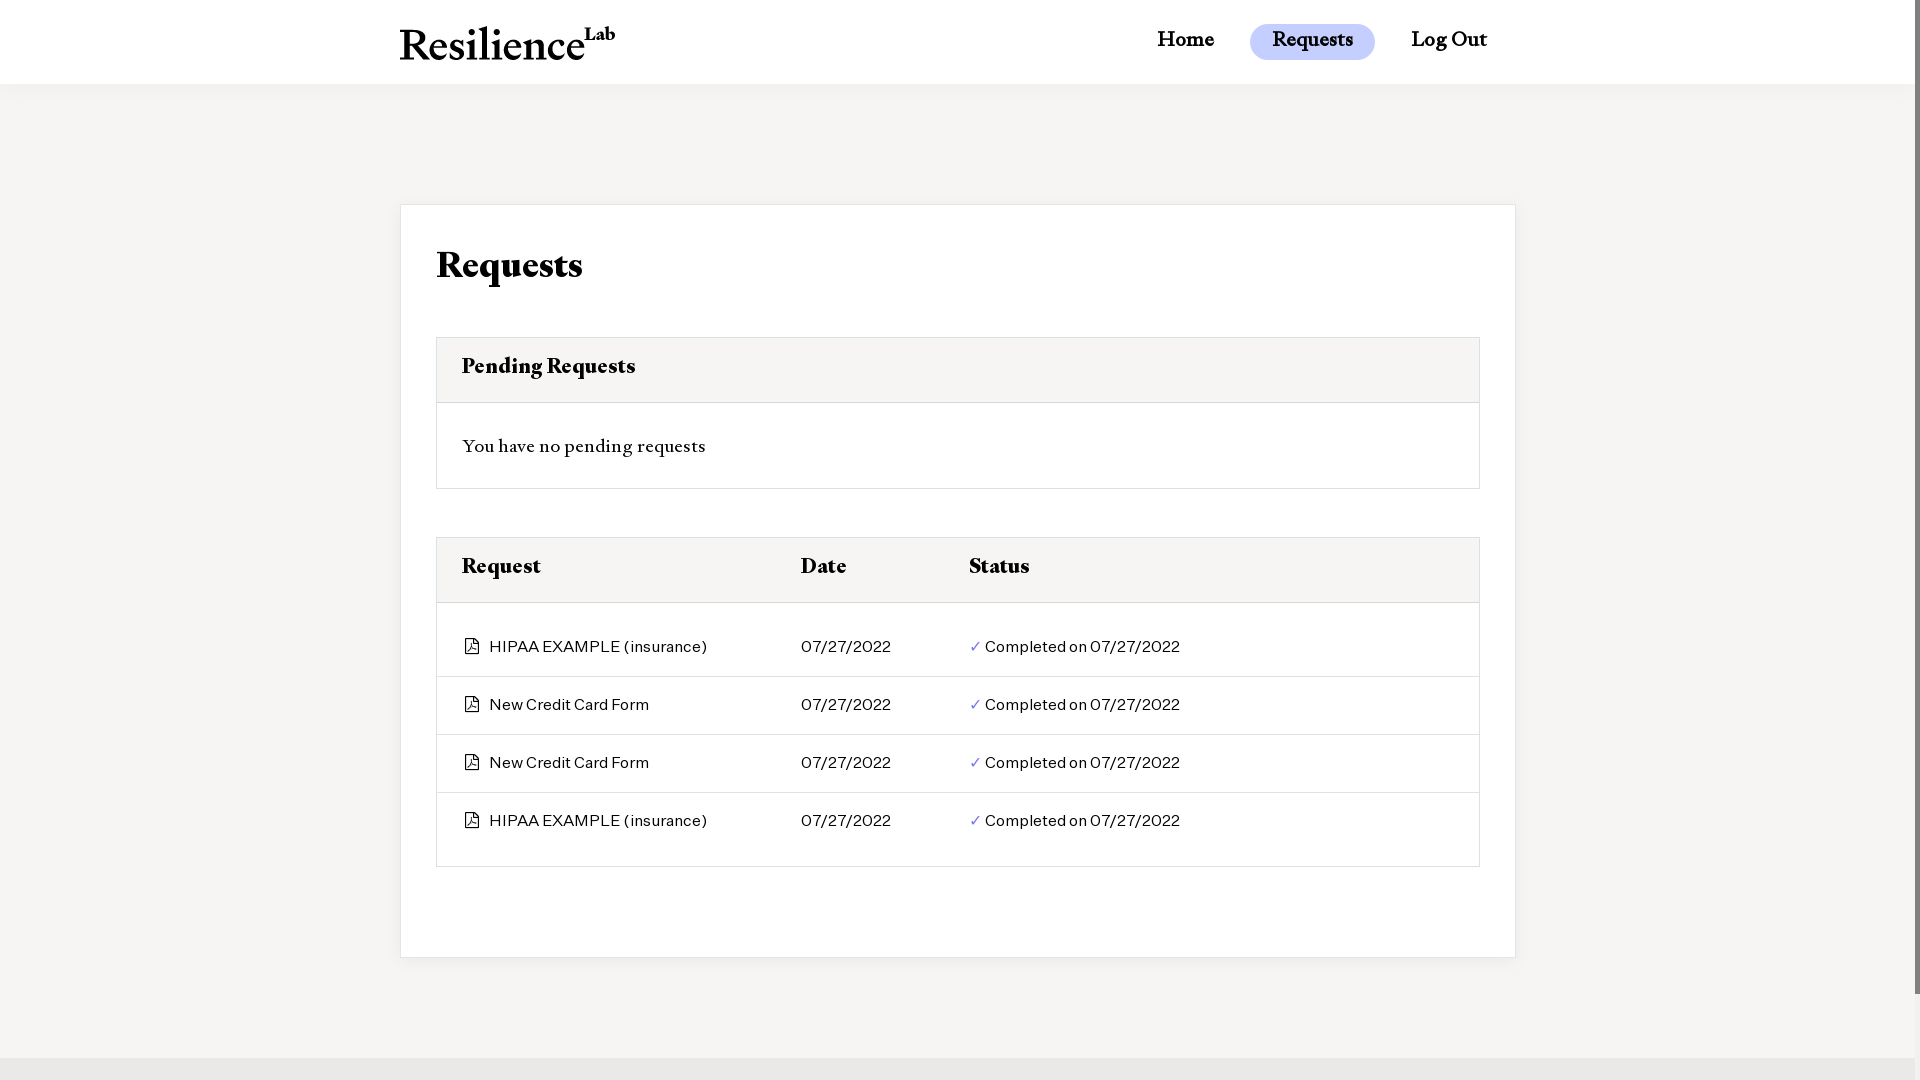 ResilienceLab
Home Requests Log Out
Requests
Pending Requests
You have no pending requests
Request Date Status
HIPAA EXAMPLE (insurance) 07/27/2022 ✓ Completed on 07/27/2022
New Credit Card Form 07/27/2022 ✓ Completed on 07/27/2022
New Credit Card Form 07/27/2022 ✓ Completed on 07/27/2022
HIPAA EXAMPLE (insurance) 07/27/2022 ✓ Completed on 07/27/2022